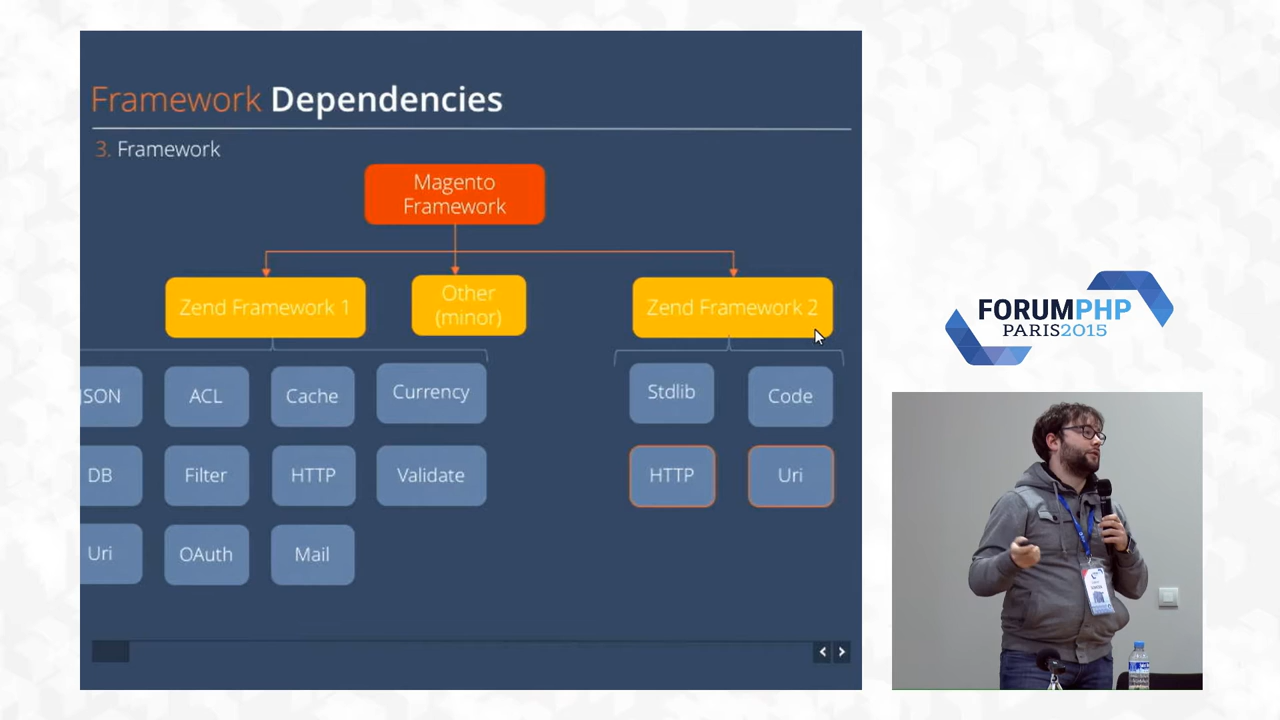 Framework Dependencies
3. Framework
Magento
Framework
Zend Framework 1
Other
(minor)
Zend Framework 2
SON
ACL
Cache
Currency
Stdlib
Code
DB
Filter
HTTP
Validate
HTTP
Uri
Uri
OAuth
Mail
FORUMPHP
PARIS2015